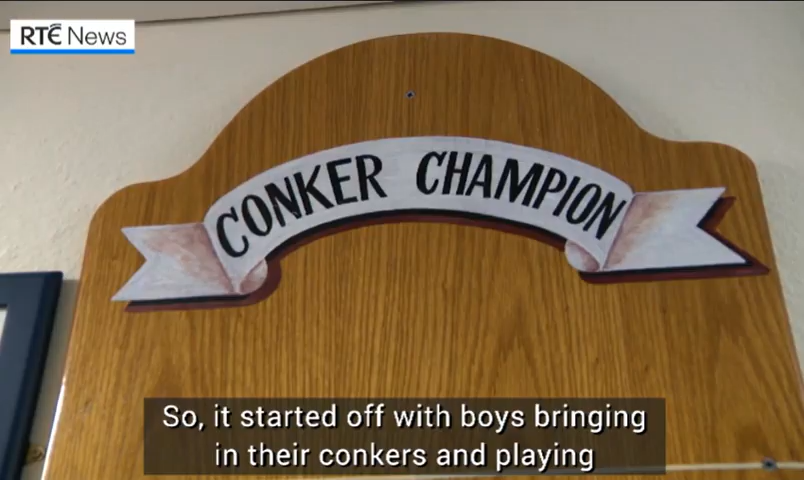 RTÉ News
CONKER CHAMPION
So, it started off with boys bringing
in their conkers and playing